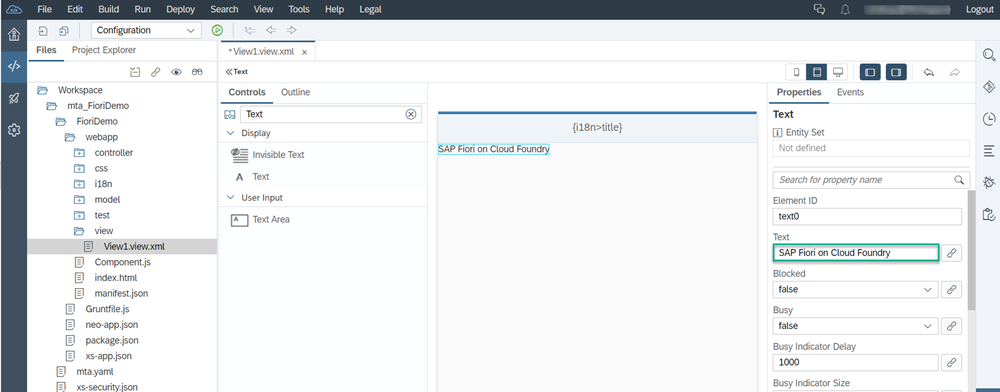 File Edit Build Deploy Search View Tools Help Legal Logout
Configuration
Files Project Explorer
Workspace
mta_FioriDemo
FioriDemo
webapp
controller
css
i18n
model
test
view
View1.view.xml
Component.js
index.html
manifest.json
Gruntfile.js
neo-app.json
package.json
xs-app.json
mta.yaml
xs-security.json
*View1.view.xml ×
«Text
Controls Outline
Text
Display
Invisible Text
A Text
User Input
A Text Area
{i18n>title}
SAP Fiori on Cloud Foundry
Properties Events
Text
i Entity Set
Not defined
Search for property name
Element ID
text0
Text
SAP Fiori on Cloud Foundry
Blocked
false
Busy
false
Busy Indicator Delay
1000
Busy Indicator Size